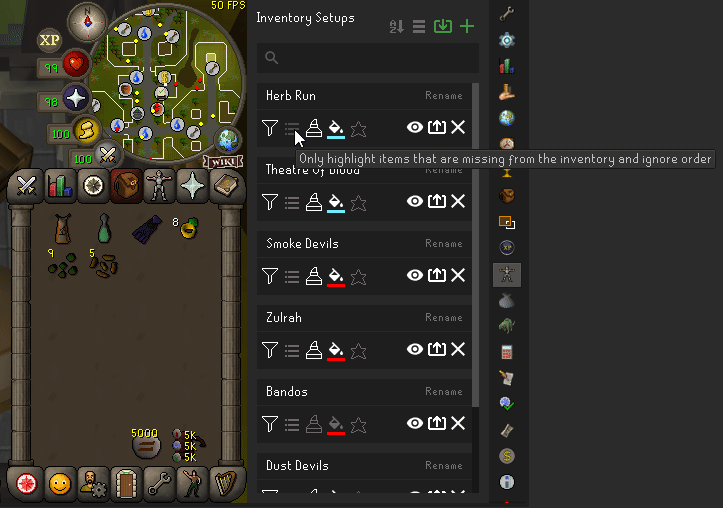 50 FPS
XP
99
98
100
100
WIKI
8
9
5
5000
5K
5K
5K
Inventory Setups
Herb Run
Rename
Only highlight items that are missing from the inventory and ignore order
Theatre Of Blood
Rename
Smoke Devils
Rename
Zulrah
Rename
Bandos
Rename
Dust Devils
Rename
XP